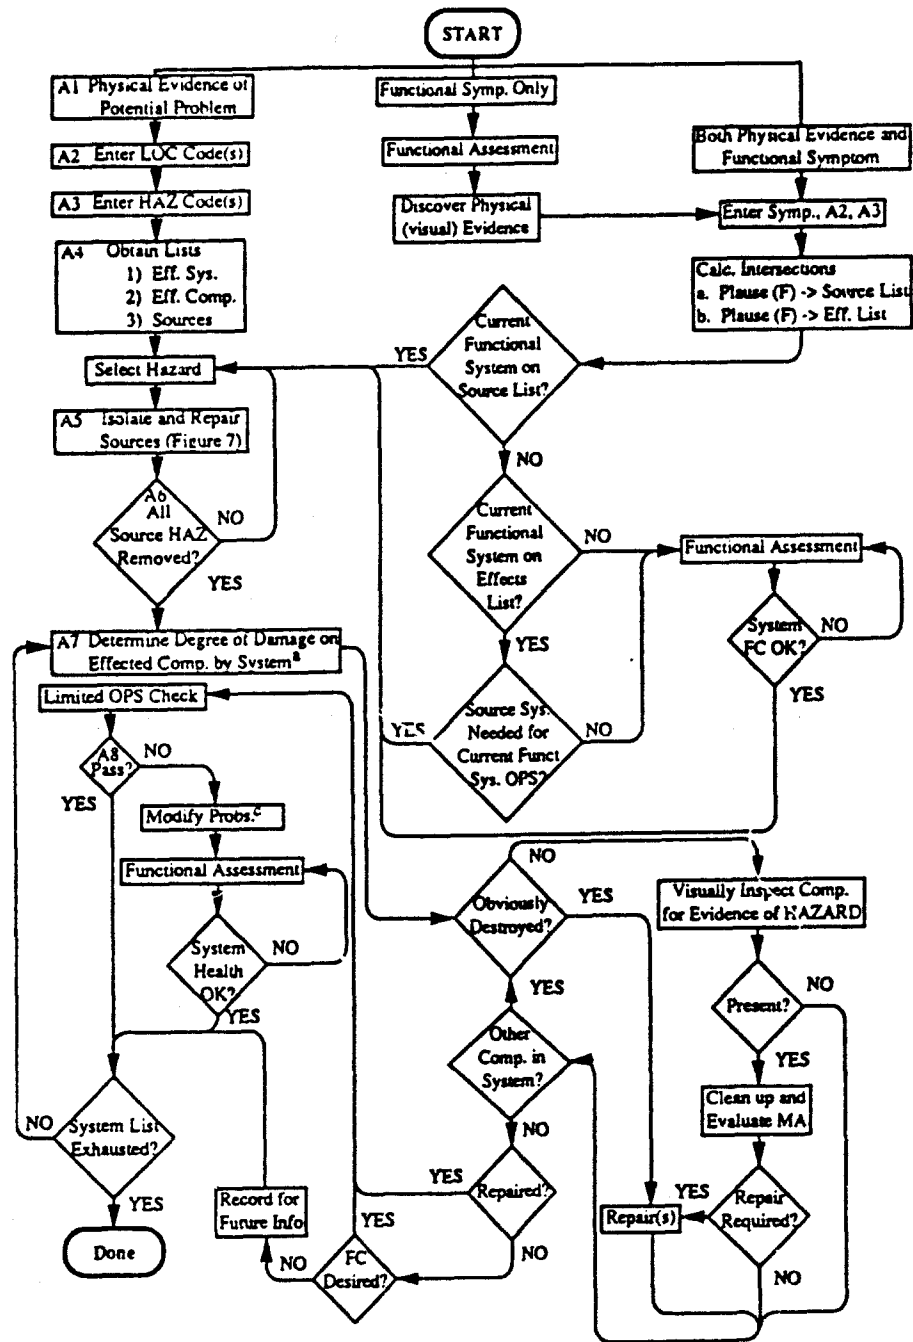 START
A1 Physical Evidence of
Potential Problem
A2 Enter LOC Code(s)
A3 Enter HAZ Code(s)
A4 Obtain Lists
1) Eff. Sys.
2) Eff. Comp.
3) Sources
Select Hazard
A5 Isolate and Repair
Sources (Figure 7)
A6
All
Source HAZ
Removed?
NO
YES
Functional Symp. Only
Functional Assessment
Discover Physical
(visual) Evidence
Both Physical Evidence and
Functional Symptom
Enter Symp., A2, A3
Calc. Intersections
a. Plause (F) -> Source List
b. Plause (F) -> Eff. List
Current
Functional
System on
Source List?
YES
NO
Current
Functional
System on
Effects
List?
NO
YES
Functional Assessment
System
FC OK?
NO
YES
Source Sys.
Needed for
Current Funct
Sys. OPS?
YES
NO
A7 Determine Degree of Damage on
Effected Comp. by System a
Limited OPS Check
A8
Pass?
NO
YES
Modify Probs. c
Functional Assessment
System
Health
OK?
NO
YES
System List
Exhausted?
NO
YES
Done
Obviously
Destroyed?
NO
YES
Visually Inspect Comp.
for Evidence of HAZARD
Present?
NO
YES
Clean up and
Evaluate MA
Repair
Required?
YES
NO
Repair(s)
Other
Comp. in
System?
YES
NO
Repaired?
YES
NO
FC
Desired?
YES
NO
Record for
Future Info